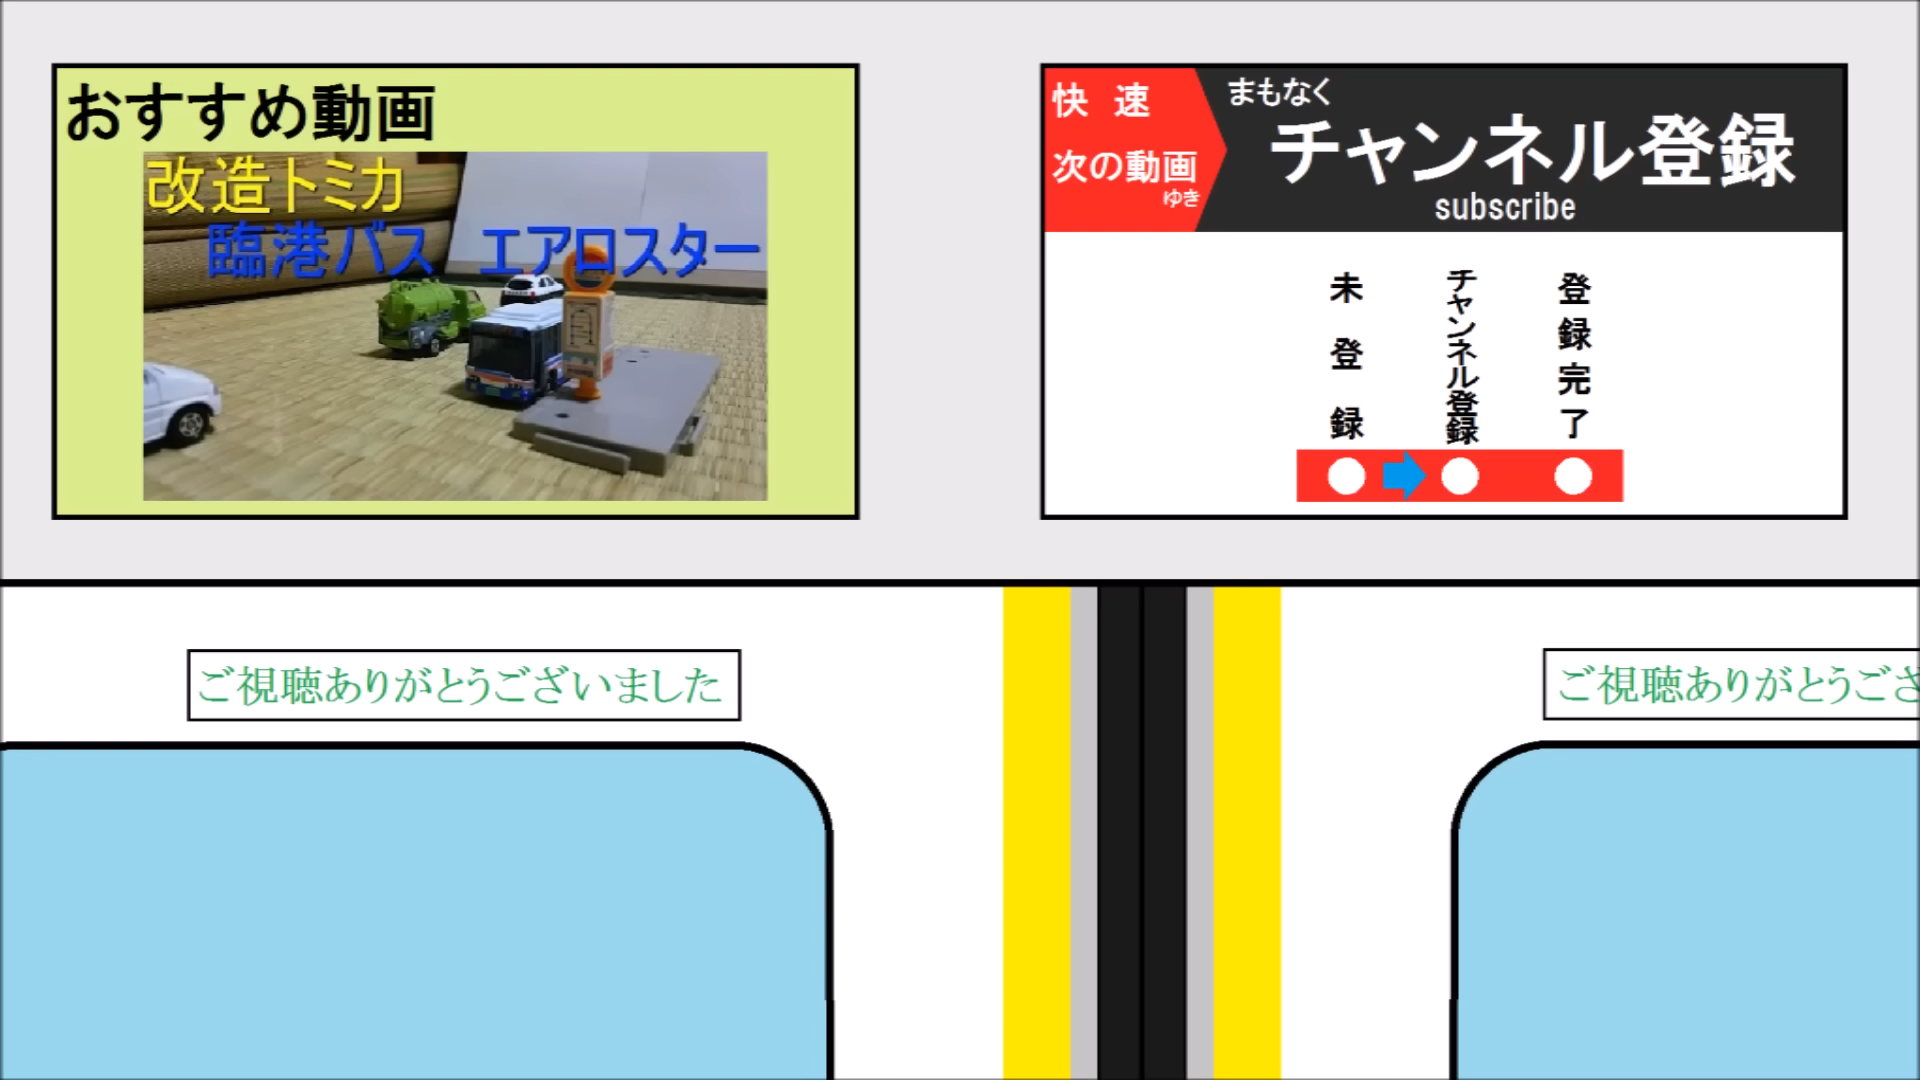 おすすめ動画
改造トミカ
臨港バス エアロスター
快速
次の動画
ゆき
まもなく
チャンネル登録
subscribe
未登録
チャンネル登録
登録完了
ご視聴ありがとうございました
ご視聴ありがとうござ